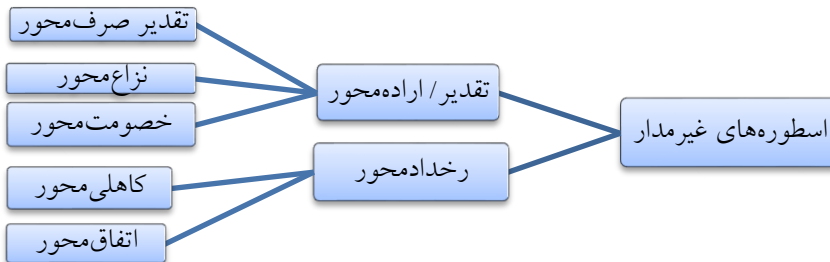 اسطوره‌های غیرمدار
تقدیر/ اراده‌محور
تقدیر صرف‌محور
نزاع‌محور
خصومت‌محور
رخدادمحور
کاهلی‌محور
اتفاق‌محور